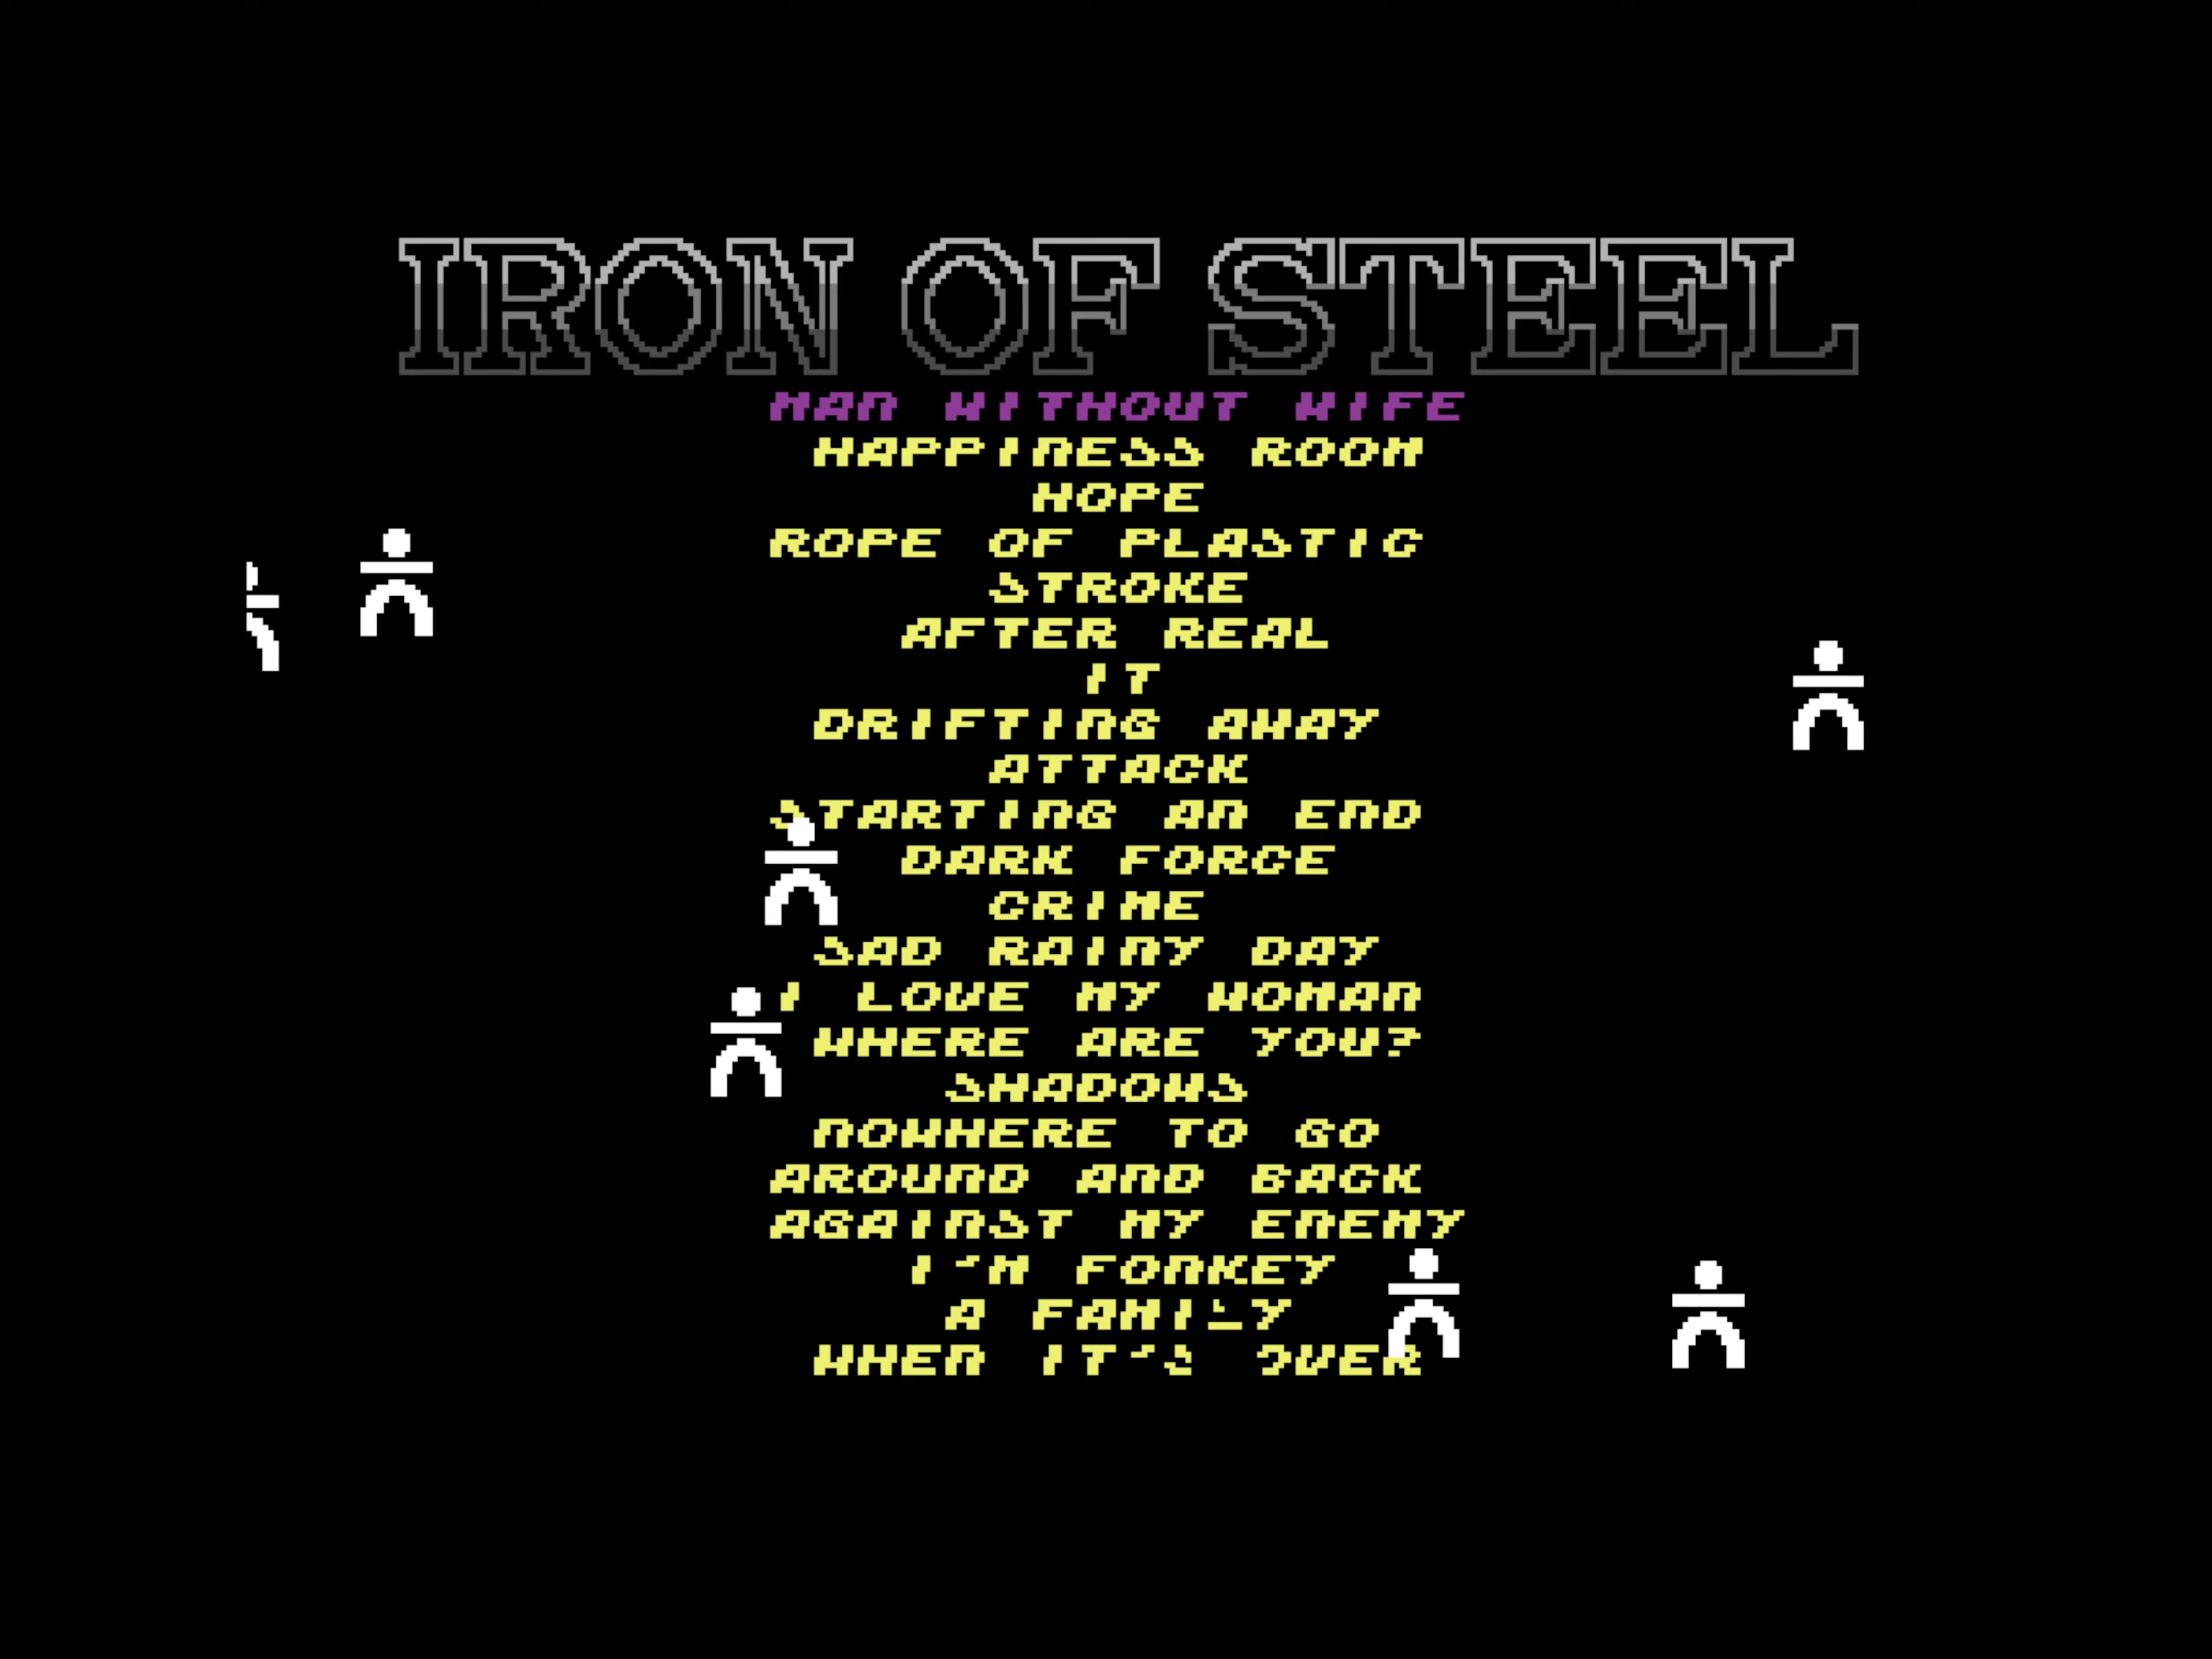 IRON OF STEEL
MAN WITHOUT WIFE
HAPPINESS ROOM
HOPE
ROPE OF PLASTIC
STROKE
AFTER REAL
IT
DRIFTING AWAY
ATTACK
STARTING AN END
DARK FORCE
CRIME
SAD RAINY DAY
I LOVE MY WOMAN
WHERE ARE YOU?
SHADOWS
NOWHERE TO GO
AROUND AND BACK
AGAINST MY ENEMY
I'M FONKEY
A FAMILY
WHEN IT'S OVER